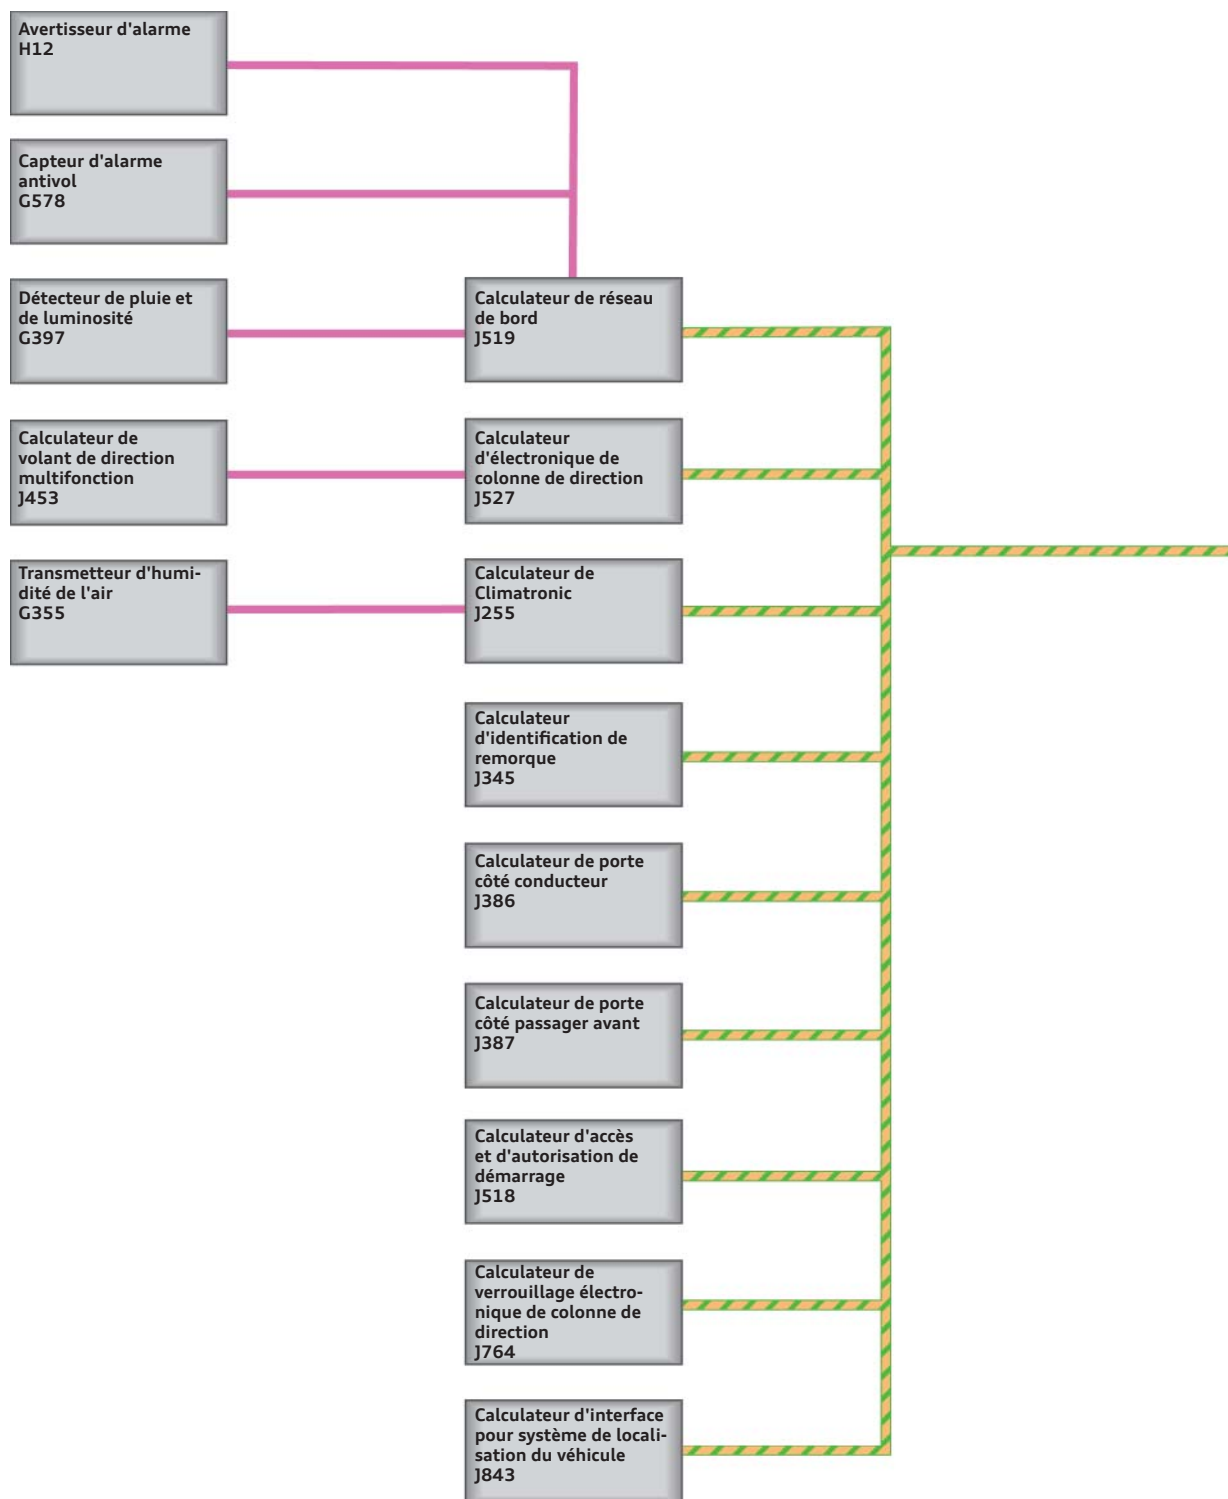 Avertisseur d'alarme
H12
Capteur d'alarme
antivol
G578
Détecteur de pluie et
de luminosité
G397
Calculateur de réseau
de bord
J519
Calculateur de
volant de direction
multifonction
J453
Calculateur
d'électronique de
colonne de direction
J527
Transmetteur d'humi-
dité de l'air
G355
Calculateur de
Climatronic
J255
Calculateur
d'identification de
remorque
J345
Calculateur de porte
côté conducteur
J386
Calculateur de porte
côté passager avant
J387
Calculateur d'accès
et d'autorisation de
démarrage
J518
Calculateur de
verrouillage électro-
nique de colonne de
direction
J764
Calculateur d'interface
pour système de locali-
sation du véhicule
J843